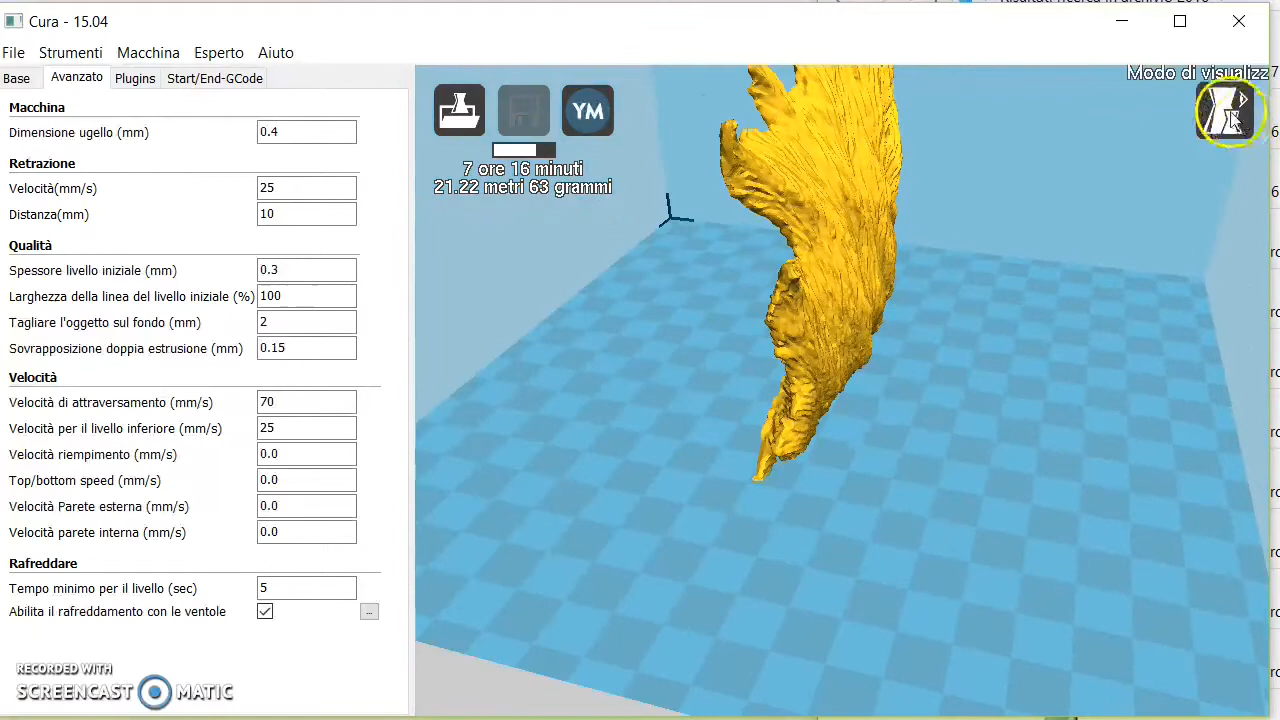 Cura - 15.04
File Strumenti Macchina Esperto Aiuto
Base Avanzato Plugins Start/End-GCode
Macchina
Dimensione ugello (mm) 0.4
Retrazione
Velocità(mm/s) 25
Distanza(mm) 10
Qualità
Spessore livello iniziale (mm) 0.3
Larghezza della linea del livello iniziale (%) 100
Tagliare l'oggetto sul fondo (mm) 2
Sovrapposizione doppia estrusione (mm) 0.15
Velocità
Velocità di attraversamento (mm/s) 70
Velocità per il livello inferiore (mm/s) 25
Velocità riempimento (mm/s) 0.0
Top/bottom speed (mm/s) 0.0
Velocità Parete esterna (mm/s) 0.0
Velocità parete interna (mm/s) 0.0
Rafreddare
Tempo minimo per il livello (sec) 5
Abilita il rafreddamento con le ventole ...
RECORDED WITH
SCREENCAST MATIC
YM
7 ore 16 minuti
21.22 metri 63 grammi
Modo di visualizz